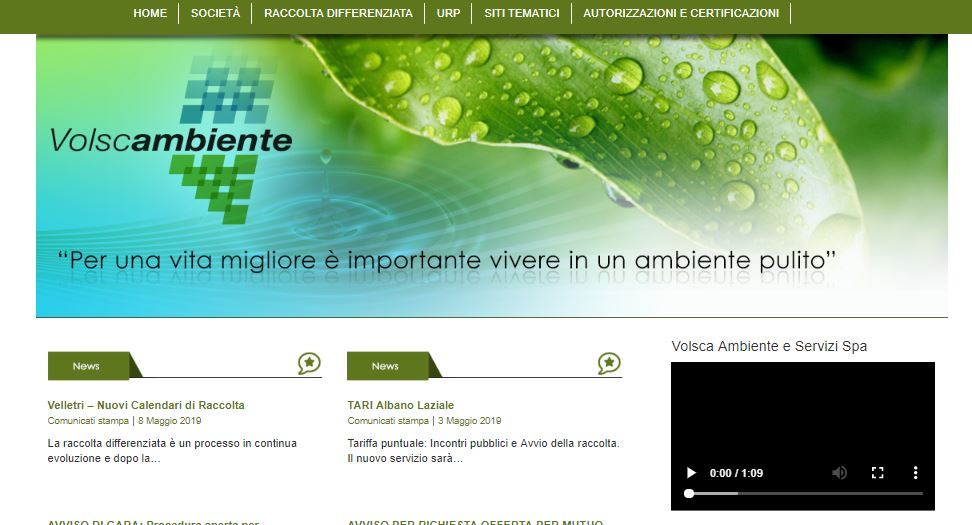 HOME
SOCIETÀ
RACCOLTA DIFFERENZIATA
URP
SITI TEMATICI
AUTORIZZAZIONI E CERTIFICAZIONI
Volscambiente
“Per una vita migliore è importante vivere in un ambiente pulito”
News
Velletri – Nuovi Calendari di Raccolta
Comunicati stampa | 8 Maggio 2019
La raccolta differenziata è un processo in continua
evoluzione e dopo la…
AVVISO DI GARA: Procedura aperta per
News
TARI Albano Laziale
Comunicati stampa | 3 Maggio 2019
Tariffa puntuale: Incontri pubblici e Avvio della raccolta.
Il nuovo servizio sarà…
AVVISO PER RICHIESTA OFFERTA PER MUTUO
Volsca Ambiente e Servizi Spa
0:00 / 1:09